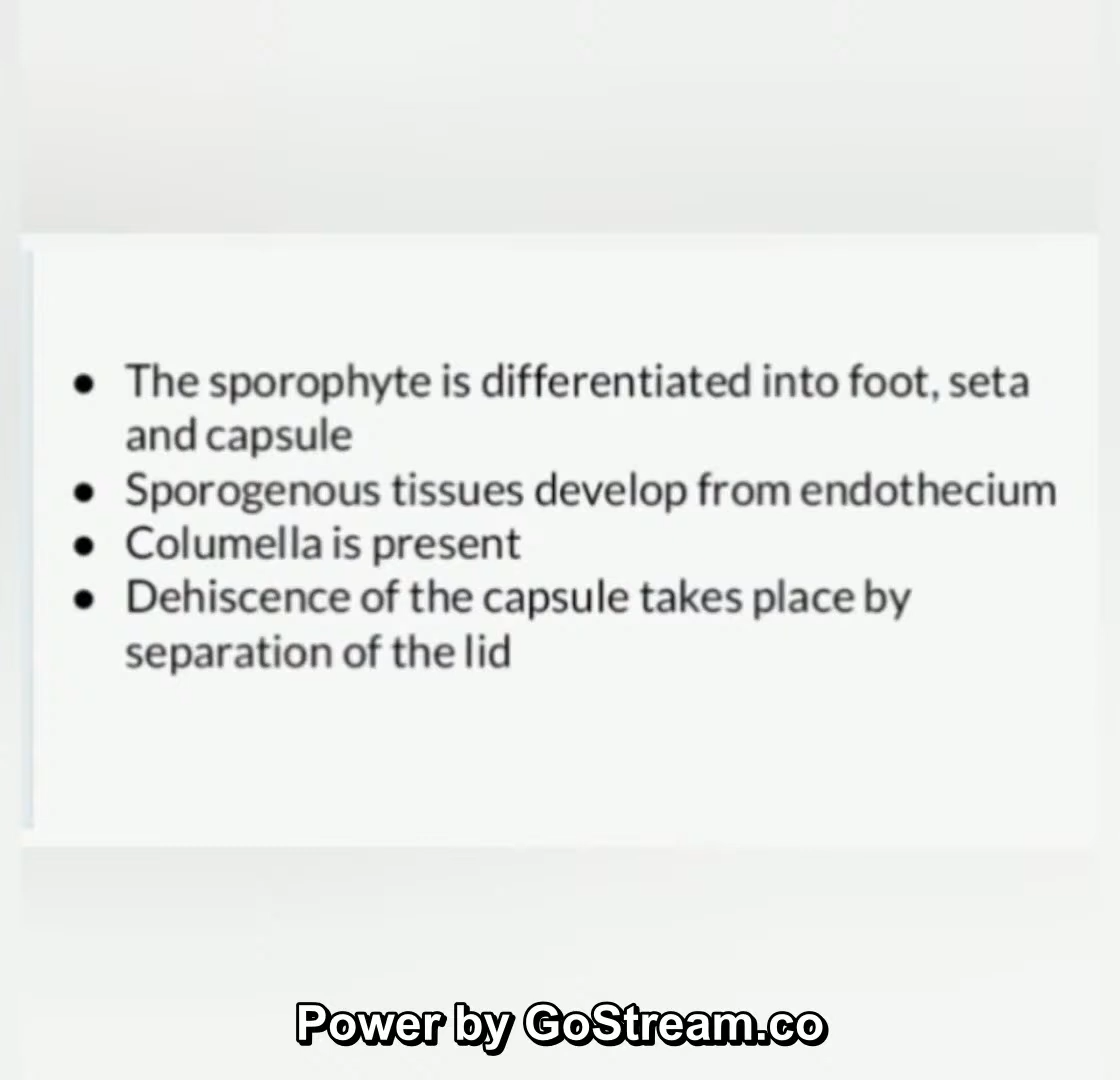 ● The sporophyte is differentiated into foot, seta
and capsule
● Sporogenous tissues develop from endothecium
● Columella is present
● Dehiscence of the capsule takes place by
separation of the lid
Power by GoStream.co